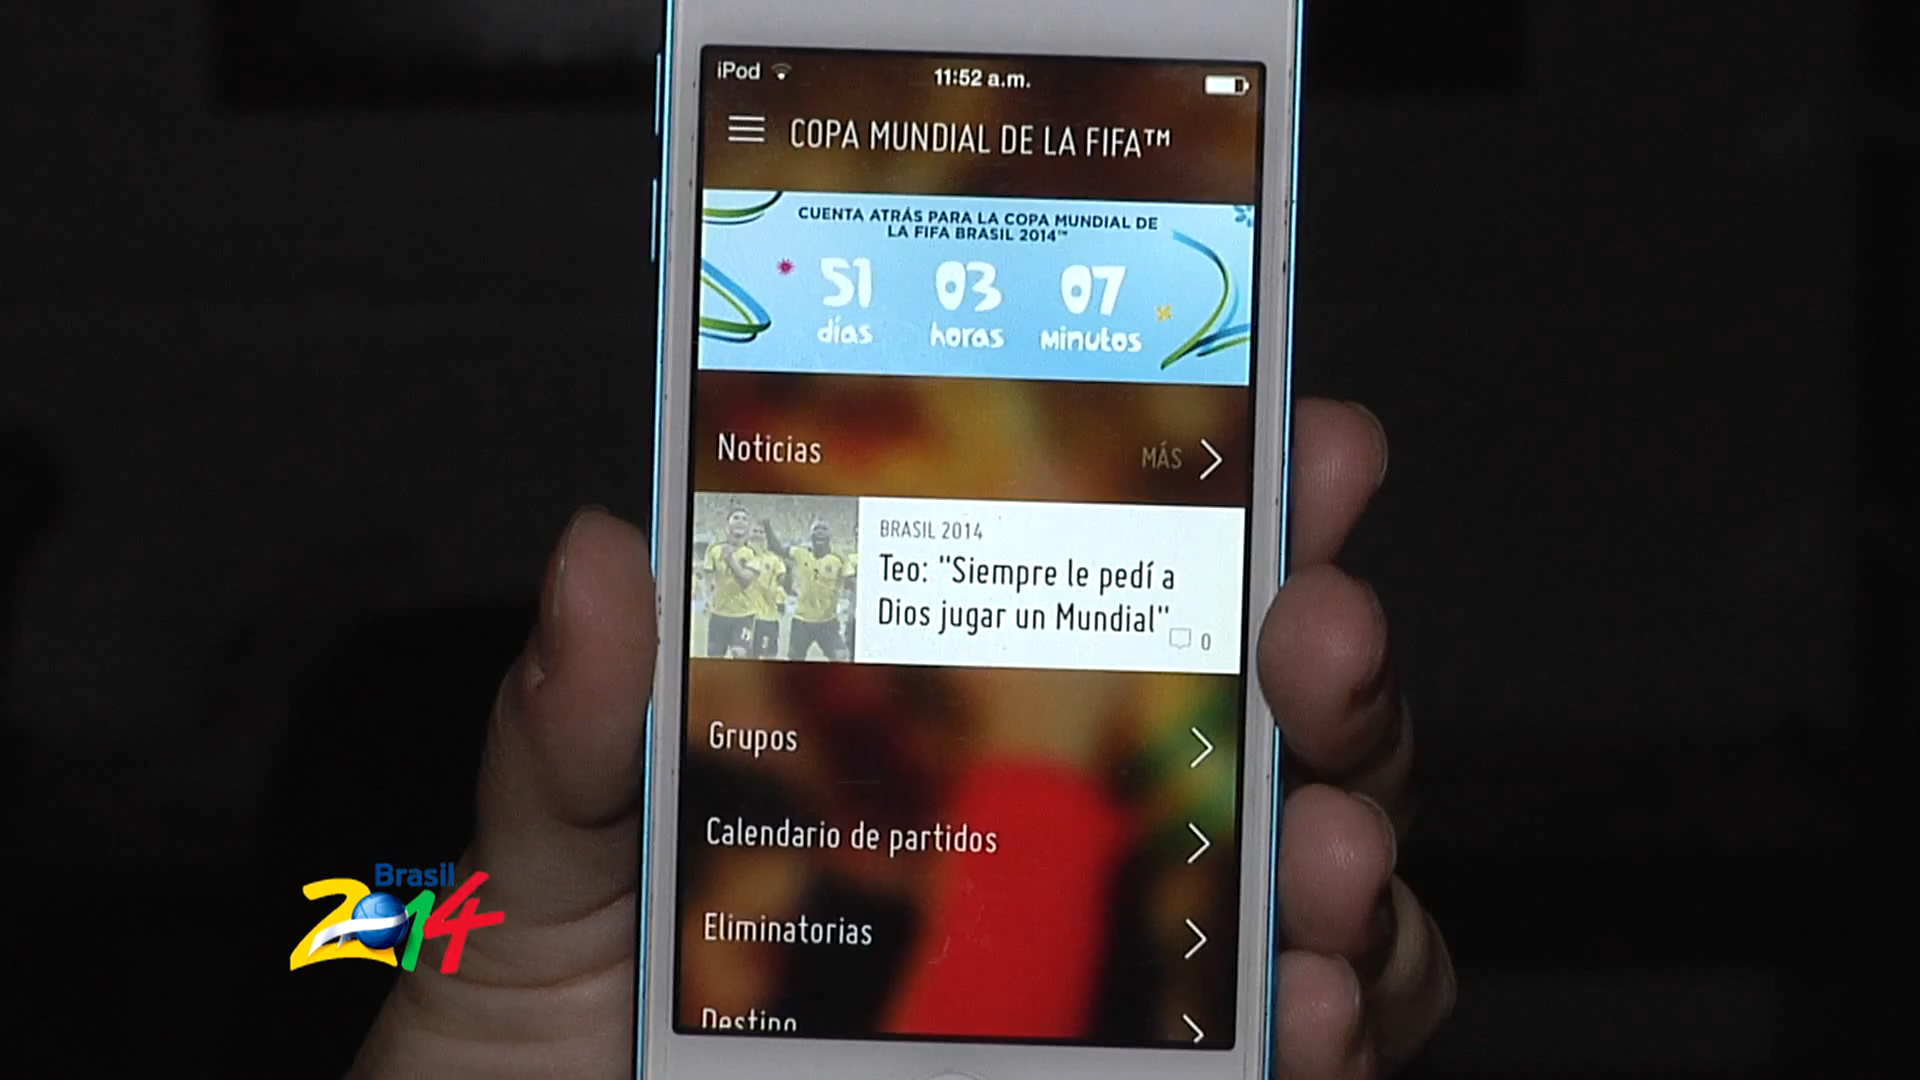 iPod
11:52 a.m.
COPA MUNDIAL DE LA FIFA™
CUENTA ATRÁS PARA LA COPA MUNDIAL DE
LA FIFA BRASIL 2014™
51 03 07
días horas minutos
Noticias
MÁS
BRASIL 2014
Teo: "Siempre le pedí a
Dios jugar un Mundial"
0
Grupos
Calendario de partidos
Eliminatorias
Destino
Brasil
2014